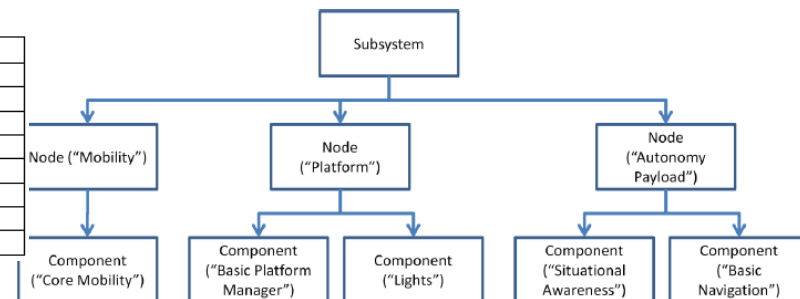 Subsystem
Node (“Mobility”)
Node
(“Platform”)
Node
(“Autonomy
Payload”)
Component
(“Core Mobility”)
Component
(“Basic Platform
Manager”)
Component
(“Lights”)
Component
(“Situational
Awareness”)
Component
(“Basic
Navigation”)